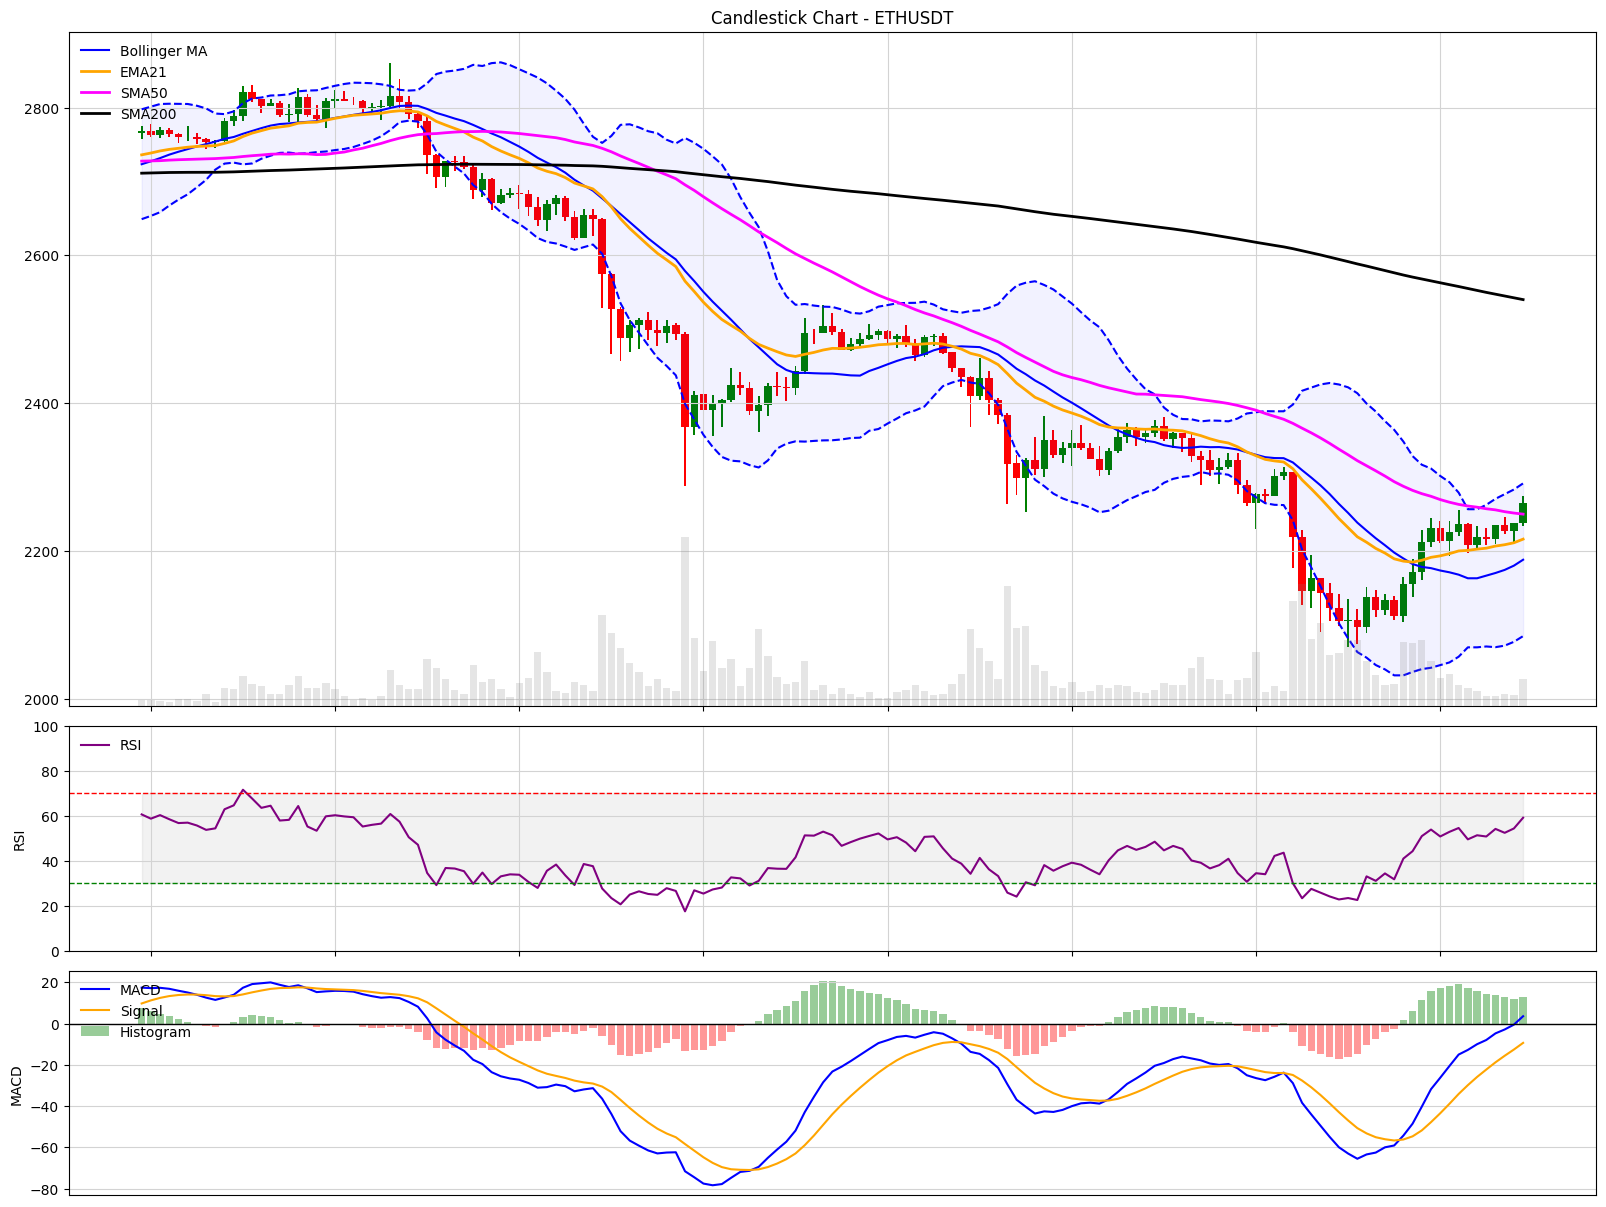 Candlestick Chart - ETHUSDT
Bollinger MA
EMA21
SMA50
SMA200
2800
2600
2400
2200
2000
RSI
100
80
60
40
20
0
RSI
MACD
Signal
Histogram
20
0
−20
−40
−60
−80
MACD